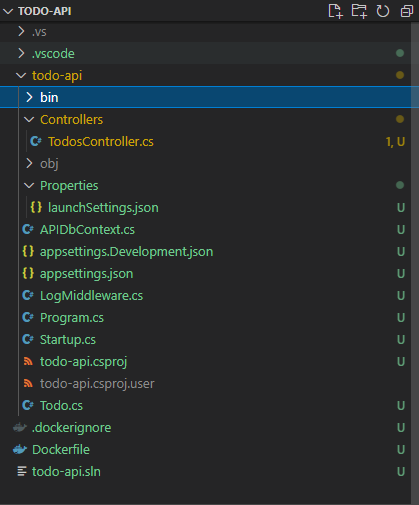 TODO-API
.vs
.vscode
todo-api
bin
Controllers
TodosController.cs 1, U
obj
Properties
launchSettings.json U
APIDbContext.cs U
appsettings.Development.json U
appsettings.json U
LogMiddleware.cs U
Program.cs U
Startup.cs U
todo-api.csproj U
todo-api.csproj.user
Todo.cs U
.dockerignore U
Dockerfile U
todo-api.sln U